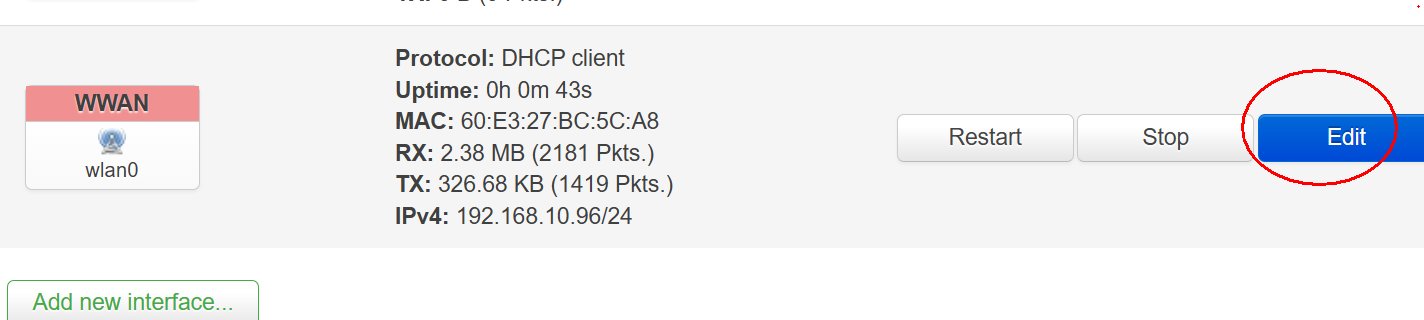 Protocol: DHCP client
Uptime: 0h 0m 43s
WWAN
MAC: 60:E3:27:BC:5C:A8
Restart
Stop
Edit
RX: 2.38 MB (2181 Pkts.)
wlan0
TX: 326.68 KB (1419 Pkts.)
IPv4: 192.168.10.96/24
Add new interface...